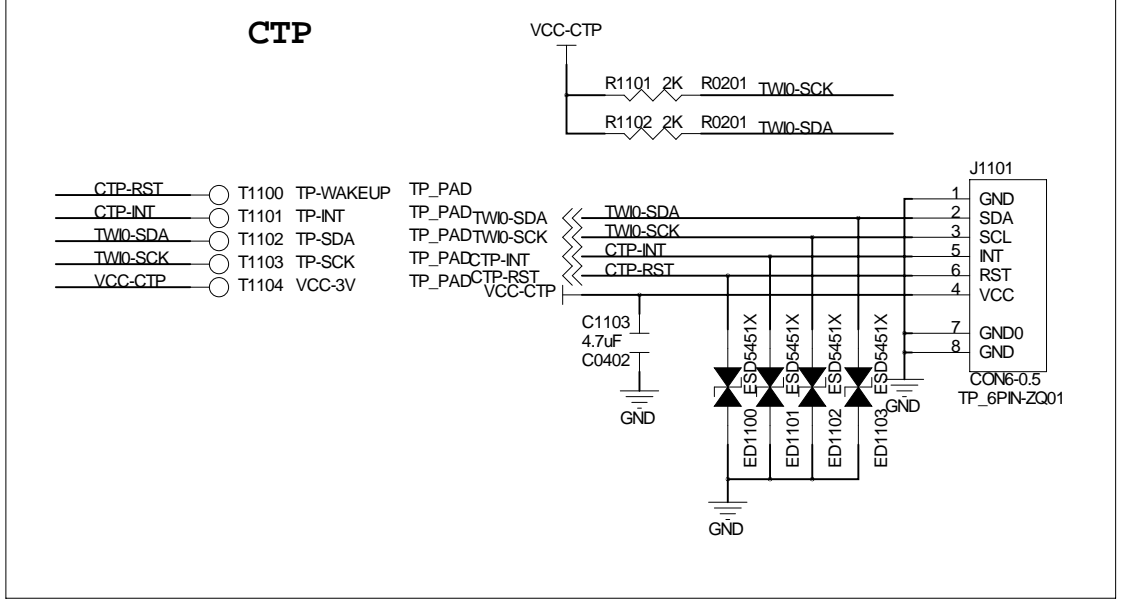 CTP
VCC-CTP
R1101 2K R0201 TWI0-SCK
R1102 2K R0201 TWI0-SDA
CTP-RST T1100 TP-WAKEUP TP_PAD
CTP-INT T1101 TP-INT TP_PAD
TWI0-SDA T1102 TP-SDA TP_PAD
TWI0-SCK T1103 TP-SCK TP_PAD
VCC-CTP T1104 VCC-3V TP_PAD
J1101
TWI0-SDA TWI0-SDA
TWI0-SCK TWI0-SCK
CTP-INT CTP-INT
CTP-RST CTP-RST
VCC-CTP
1 GND
2 SDA
3 SCL
5 INT
6 RST
4 VCC
7 GND0
8 GND
CON6-0.5
TP_6PIN-ZQ01
C1103
4.7uF
C0402
GND
ESD5451X
ESD5451X
ESD5451X
ESD5451X
ED1100
ED1101
ED1102
ED1103
GND
GND